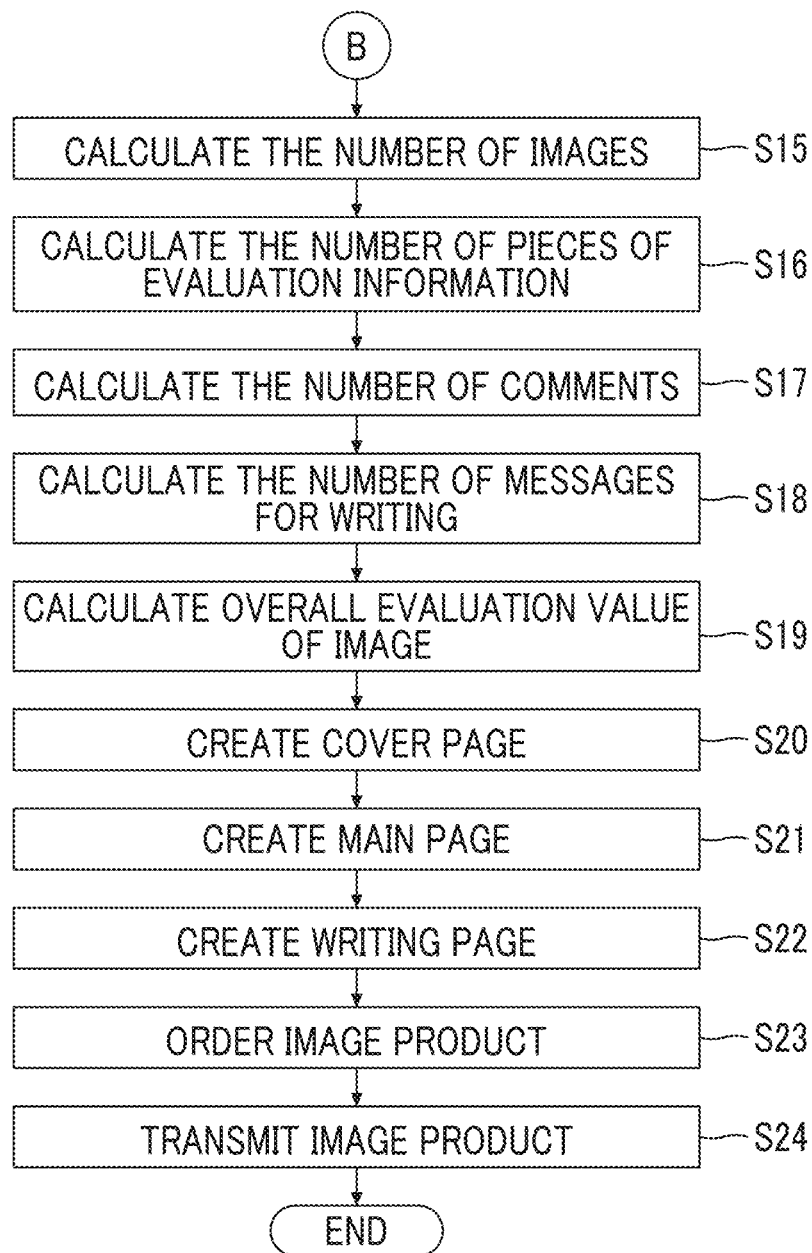 B
CALCULATE THE NUMBER OF IMAGES
S15
CALCULATE THE NUMBER OF PIECES OF
EVALUATION INFORMATION
S16
CALCULATE THE NUMBER OF COMMENTS
S17
CALCULATE THE NUMBER OF MESSAGES
FOR WRITING
S18
CALCULATE OVERALL EVALUATION VALUE
OF IMAGE
S19
CREATE COVER PAGE
S20
CREATE MAIN PAGE
S21
CREATE WRITING PAGE
S22
ORDER IMAGE PRODUCT
S23
TRANSMIT IMAGE PRODUCT
S24
END